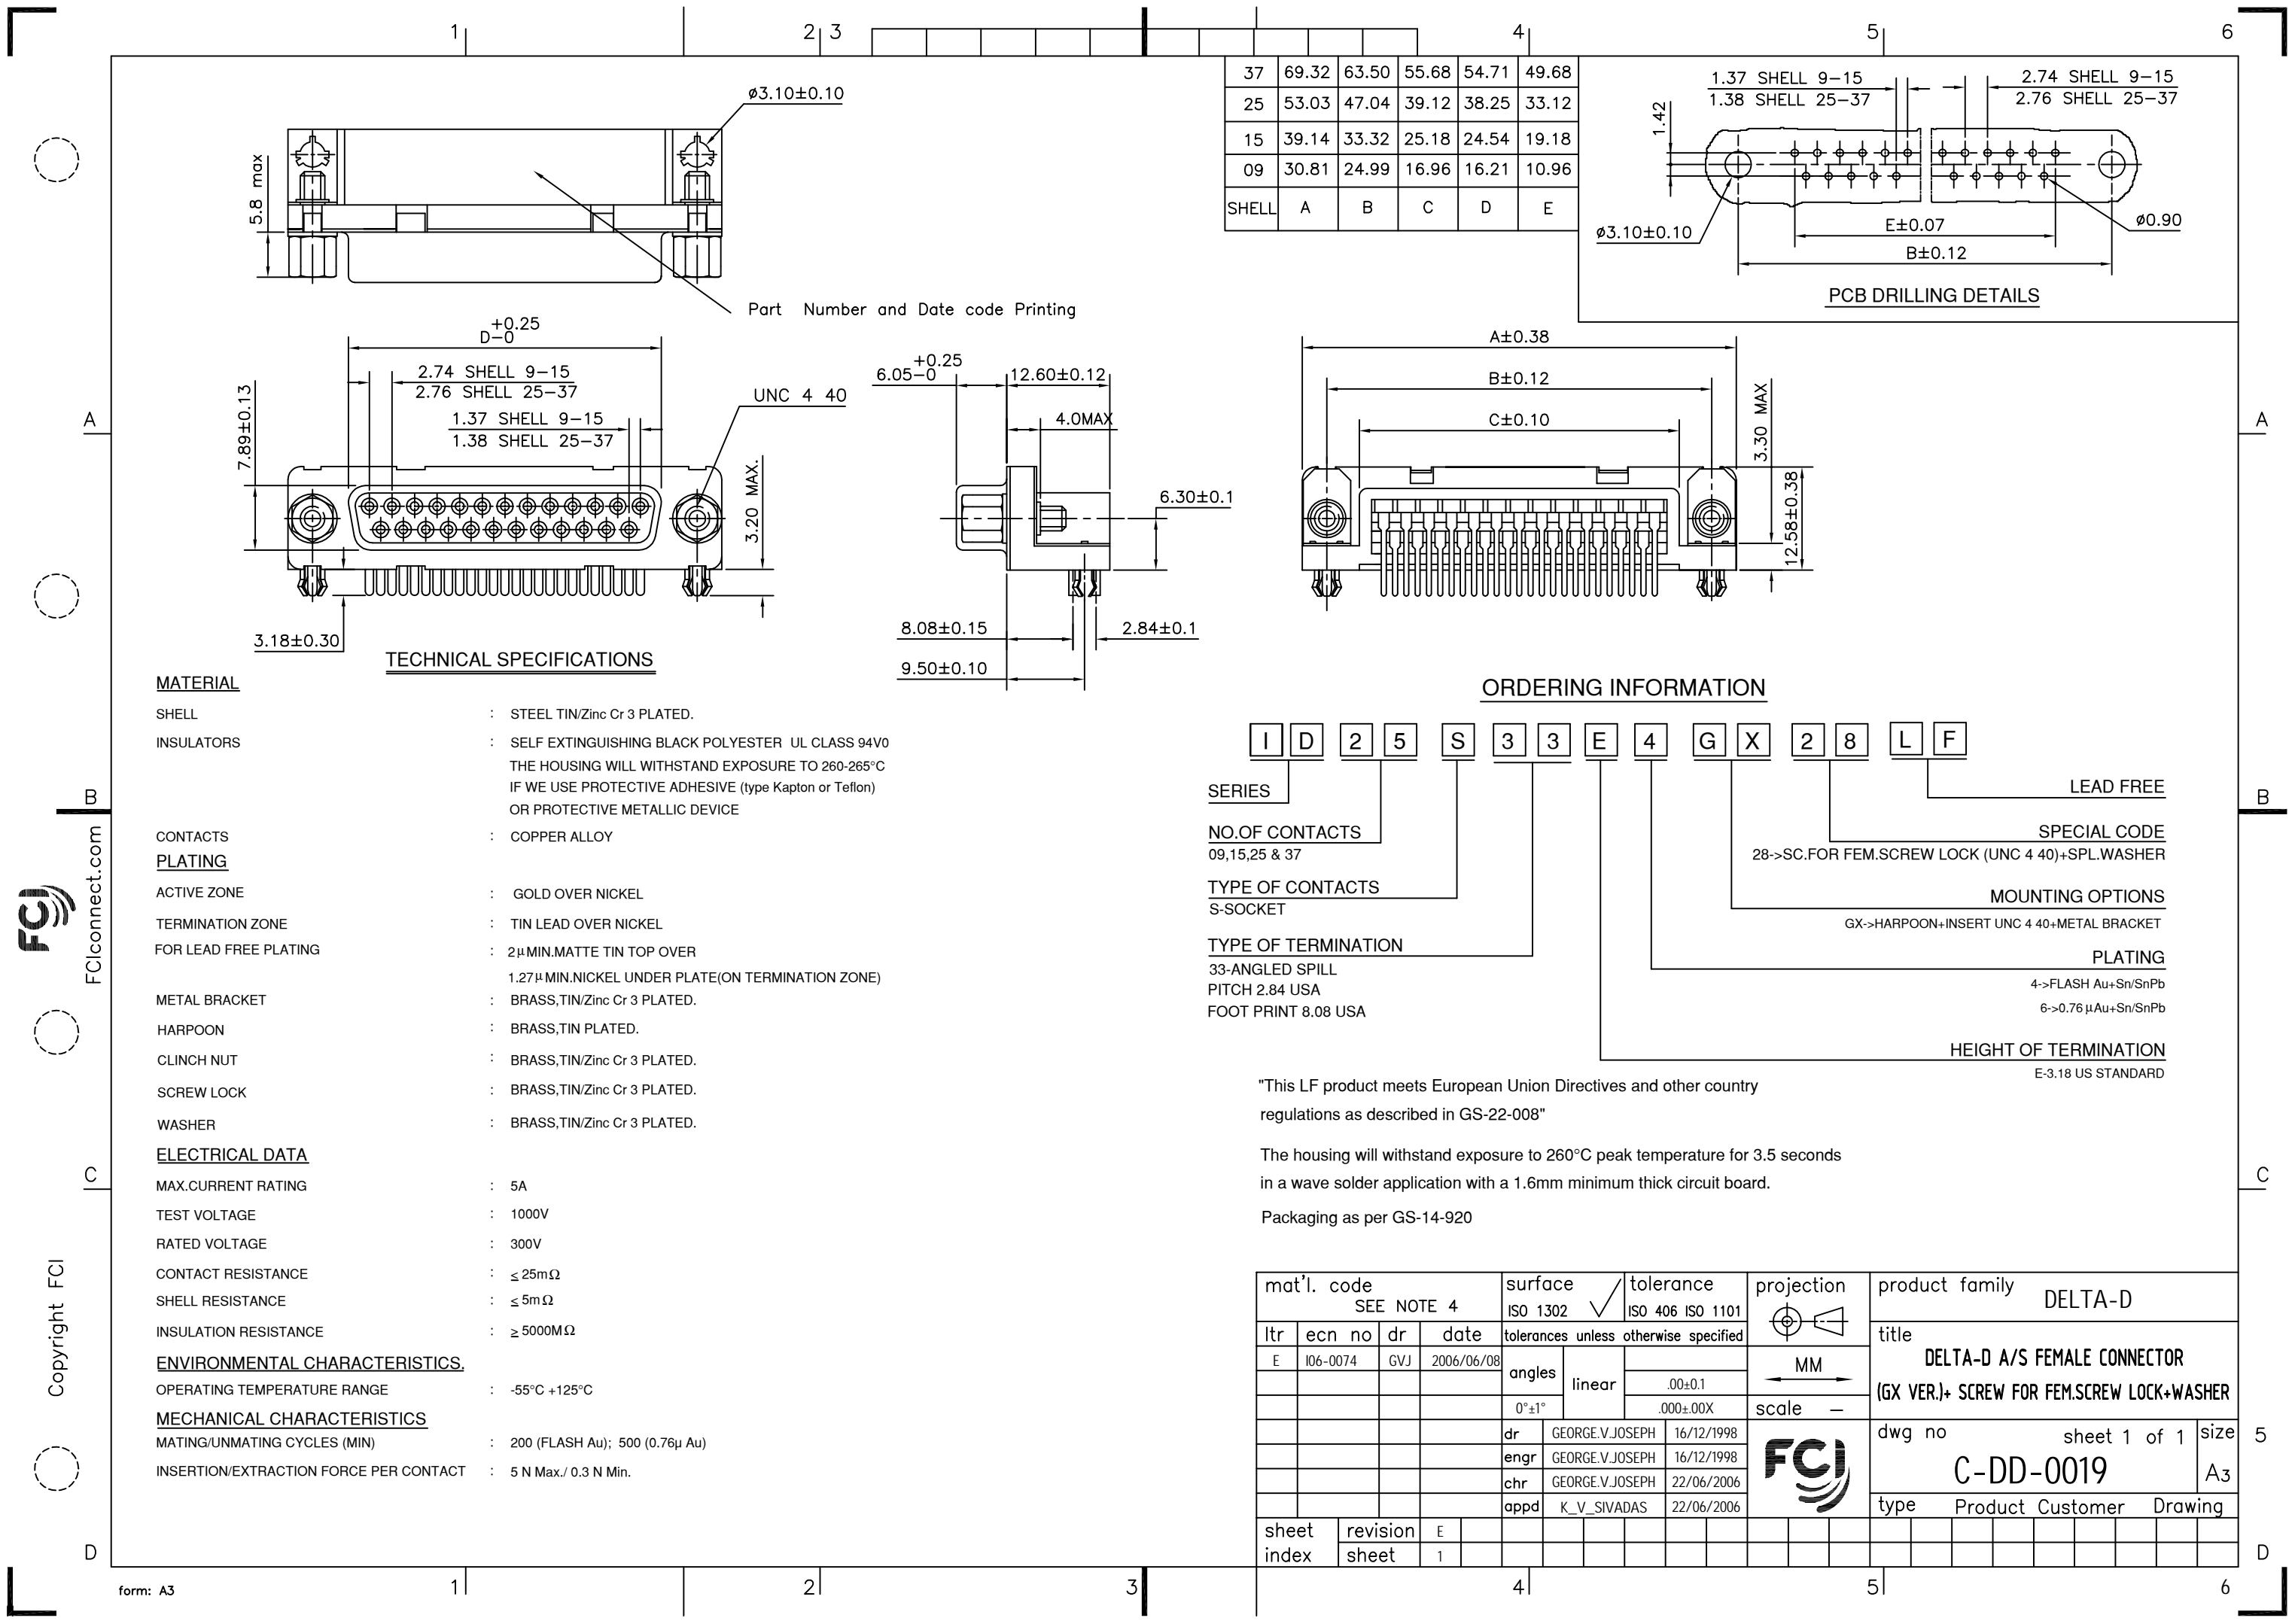 1
2
3
4
5
6
ø3.10±0.10
5.8 max
Part Number and Date code Printing
37 69.32 63.50 55.68 54.71 49.68
25 53.03 47.04 39.12 38.25 33.12
15 39.14 33.32 25.18 24.54 19.18
09 30.81 24.99 16.96 16.21 10.96
SHELL A B C D E
1.37 SHELL 9-15
1.38 SHELL 25-37
2.74 SHELL 9-15
2.76 SHELL 25-37
1.42
ø3.10±0.10
ø0.90
E±0.07
B±0.12
PCB DRILLING DETAILS
+0.25
D-0
2.74 SHELL 9-15
2.76 SHELL 25-37
1.37 SHELL 9-15
1.38 SHELL 25-37
7.89±0.13
UNC 4 40
3.20 MAX.
3.18±0.30
+0.25
6.05-0
12.60±0.12
4.0MAX
6.30±0.1
8.08±0.15
2.84±0.1
9.50±0.10
A±0.38
B±0.12
C±0.10
3.30 MAX
12.58±0.38
A
A
B
B
C
C
D
D
FCI
FCIconnect.com
Copyright FCI
TECHNICAL SPECIFICATIONS
MATERIAL
SHELL : STEEL TIN/Zinc Cr 3 PLATED.
INSULATORS : SELF EXTINGUISHING BLACK POLYESTER UL CLASS 94V0
THE HOUSING WILL WITHSTAND EXPOSURE TO 260-265°C
IF WE USE PROTECTIVE ADHESIVE (type Kapton or Teflon)
OR PROTECTIVE METALLIC DEVICE
CONTACTS : COPPER ALLOY
PLATING
ACTIVE ZONE : GOLD OVER NICKEL
TERMINATION ZONE : TIN LEAD OVER NICKEL
FOR LEAD FREE PLATING : 2µMIN.MATTE TIN TOP OVER
1.27µMIN.NICKEL UNDER PLATE(ON TERMINATION ZONE)
METAL BRACKET : BRASS,TIN/Zinc Cr 3 PLATED.
HARPOON : BRASS,TIN PLATED.
CLINCH NUT : BRASS,TIN/Zinc Cr 3 PLATED.
SCREW LOCK : BRASS,TIN/Zinc Cr 3 PLATED.
WASHER : BRASS,TIN/Zinc Cr 3 PLATED.
ELECTRICAL DATA
MAX.CURRENT RATING : 5A
TEST VOLTAGE : 1000V
RATED VOLTAGE : 300V
CONTACT RESISTANCE : ≤ 25mΩ
SHELL RESISTANCE : ≤ 5mΩ
INSULATION RESISTANCE : ≥ 5000MΩ
ENVIRONMENTAL CHARACTERISTICS.
OPERATING TEMPERATURE RANGE : -55°C +125°C
MECHANICAL CHARACTERISTICS
MATING/UNMATING CYCLES (MIN) : 200 (FLASH Au); 500 (0.76µ Au)
INSERTION/EXTRACTION FORCE PER CONTACT : 5 N Max./ 0.3 N Min.
ORDERING INFORMATION
I D 2 5 S 3 3 E 4 G X 2 8 L F
SERIES
NO.OF CONTACTS
09,15,25 & 37
TYPE OF CONTACTS
S-SOCKET
TYPE OF TERMINATION
33-ANGLED SPILL
PITCH 2.84 USA
FOOT PRINT 8.08 USA
LEAD FREE
SPECIAL CODE
28->SC.FOR FEM.SCREW LOCK (UNC 4 40)+SPL.WASHER
MOUNTING OPTIONS
GX->HARPOON+INSERT UNC 4 40+METAL BRACKET
PLATING
4->FLASH Au+Sn/SnPb
6->0.76 µAu+Sn/SnPb
HEIGHT OF TERMINATION
E-3.18 US STANDARD
"This LF product meets European Union Directives and other country
regulations as described in GS-22-008"
The housing will withstand exposure to 260°C peak temperature for 3.5 seconds
in a wave solder application with a 1.6mm minimum thick circuit board.
Packaging as per GS-14-920
mat'l. code
SEE NOTE 4
surface
ISO 1302
tolerance
ISO 406 ISO 1101
projection
product family
DELTA-D
ltr ecn no dr date
E I06-0074 GVJ 2006/06/08
tolerances unless otherwise specified
angles
0°±1°
linear
.00±0.1
.000±.00X
MM
scale –
title
DELTA-D A/S FEMALE CONNECTOR
(GX VER.)+ SCREW FOR FEM.SCREW LOCK+WASHER
dr GEORGE.V.JOSEPH 16/12/1998
engr GEORGE.V.JOSEPH 16/12/1998
chr GEORGE.V.JOSEPH 22/06/2006
appd K_V_SIVADAS 22/06/2006
FCI
dwg no
sheet 1 of 1
C-DD-0019
size
A3
5
type Product Customer Drawing
sheet index
revision E
sheet 1
form: A3
1
2
3
4
5
6